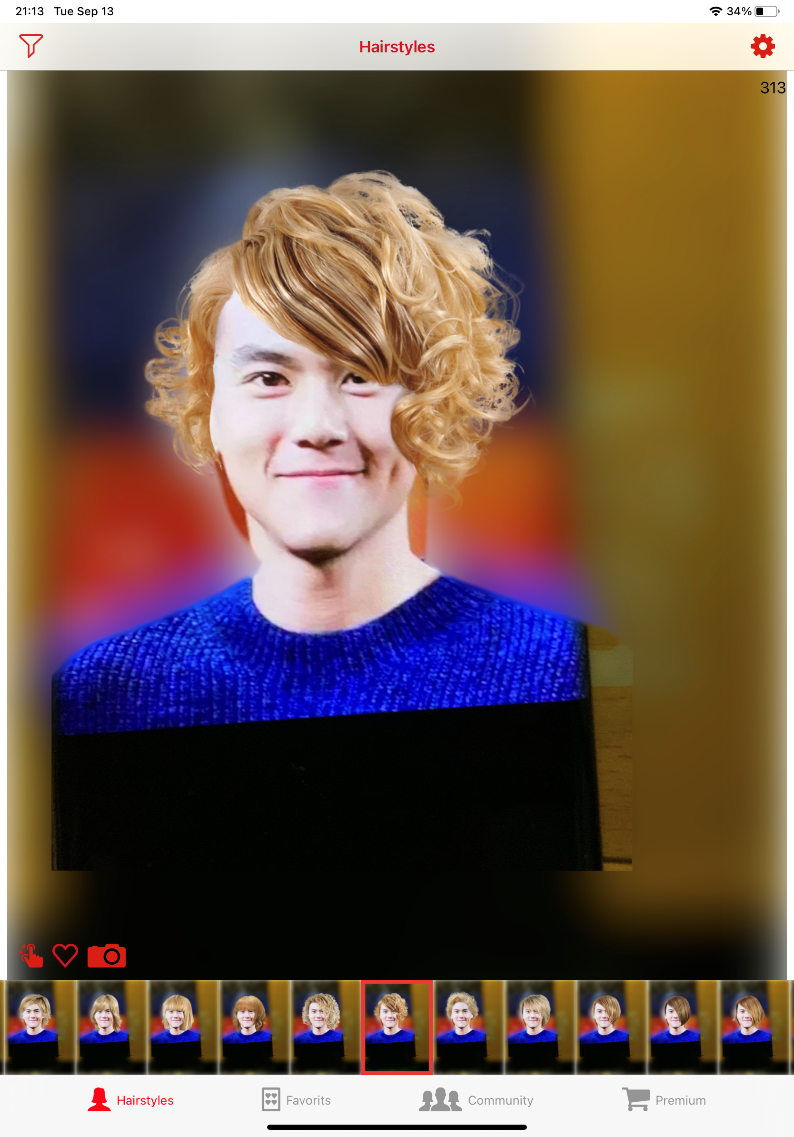 21:13 Tue Sep 13 34%
Hairstyles
313
Hairstyles Favorits Community Premium